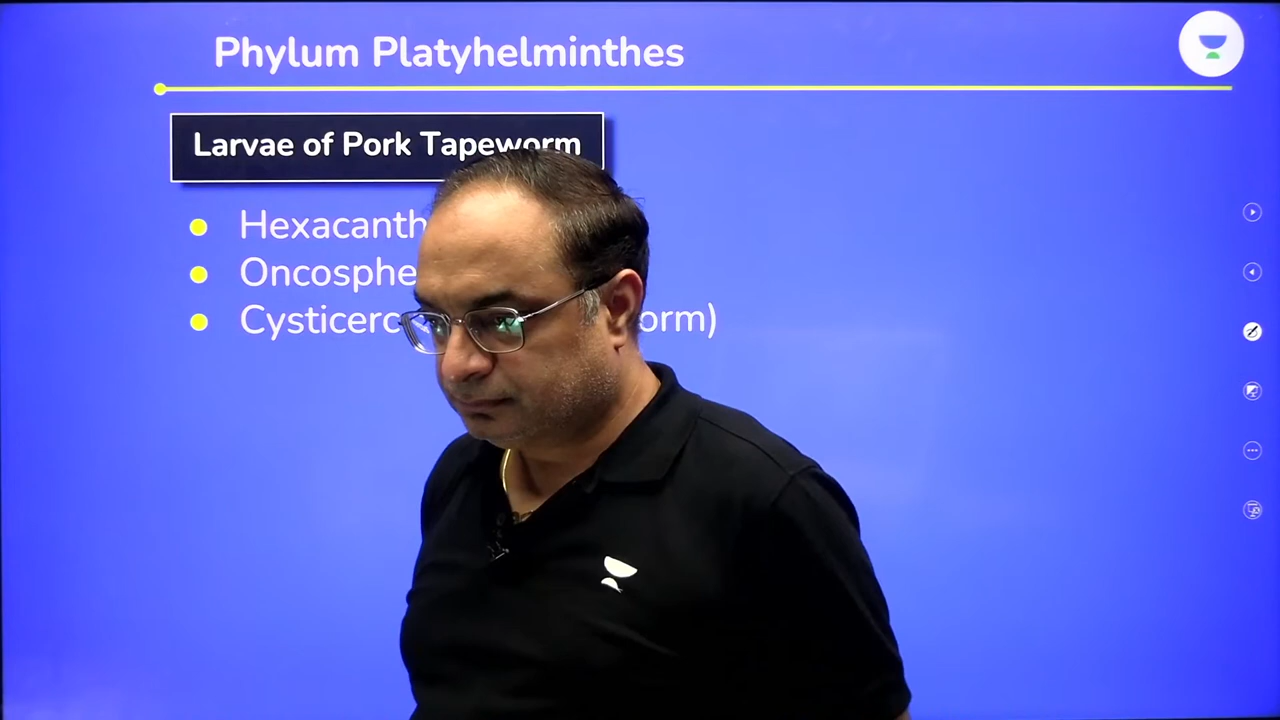 Phylum Platyhelminthes
Larvae of Pork Tapeworm
Hexacanth
Oncosphe
Cysticerc orm)